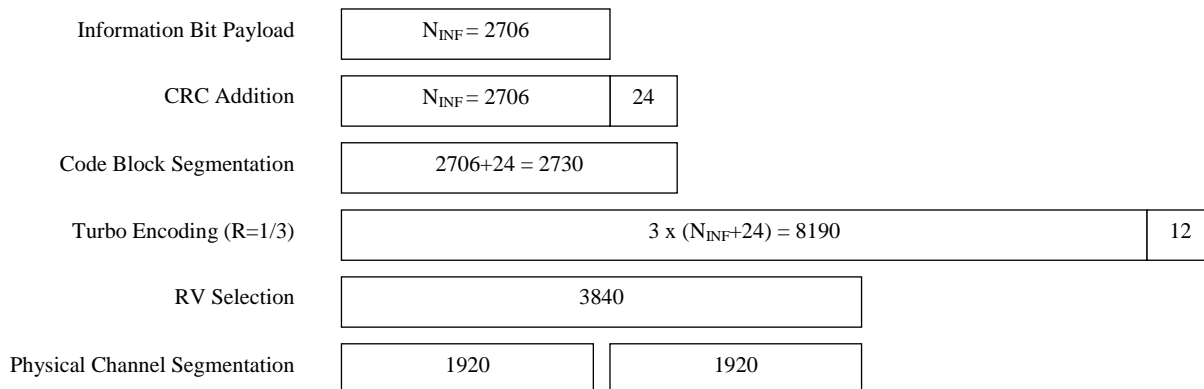 Information Bit Payload N_INF = 2706
CRC Addition N_INF = 2706 24
Code Block Segmentation 2706+24 = 2730
Turbo Encoding (R=1/3) 3 x (N_INF+24) = 8190 12
RV Selection 3840
Physical Channel Segmentation 1920 1920